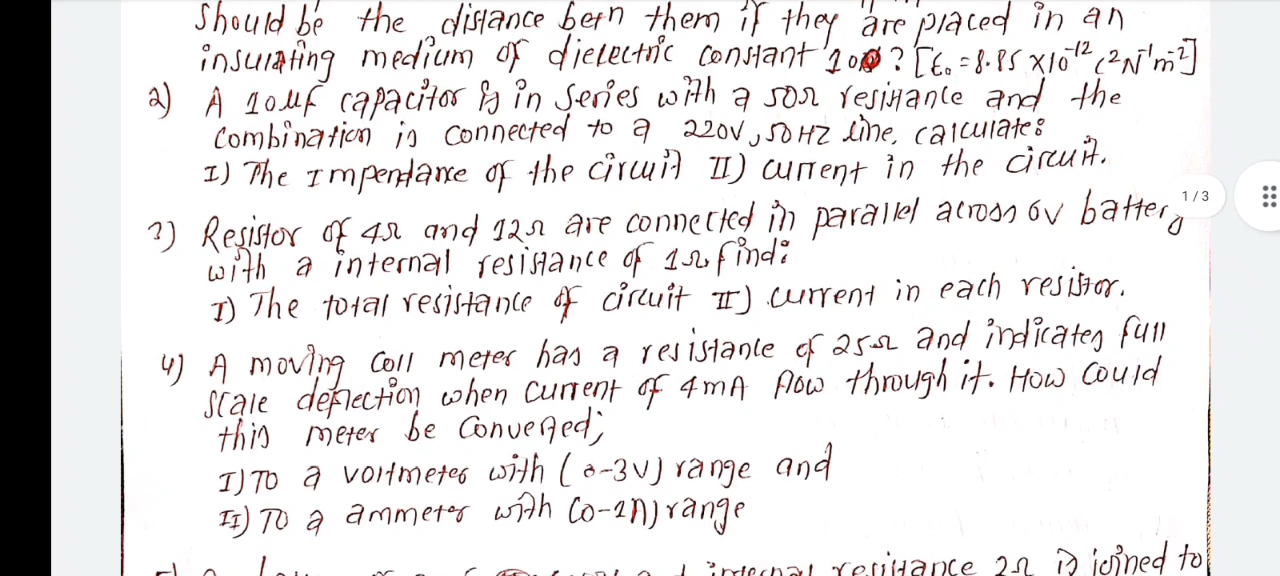 should be the distance betn them if they are placed in an
insulating medium of dielectric constant 100? [ε₀ = 8.85 ×10⁻¹² C²N⁻¹m⁻²]
2) A 10μF capacitor is in series with a 50Ω resistance and the
combination is connected to a 220V, 50HZ line, calculate:
I) The Impendance of the circuit II) current in the circuit.
3) Resistor of 4Ω and 12Ω are connected in parallel across 6v battery
with a internal resistance of 1Ω find:
I) The total resistance of circuit II) current in each resistor.
4) A moving coil meter has a resistance of 25Ω and indicates full
scale deflection when current of 4mA flow through it. How could
this meter be converted;
I) To a voltmeter with (0-3V) range and
II) To a ammeter with (0-1A) range
internal resistance 2Ω is joined to
1/3